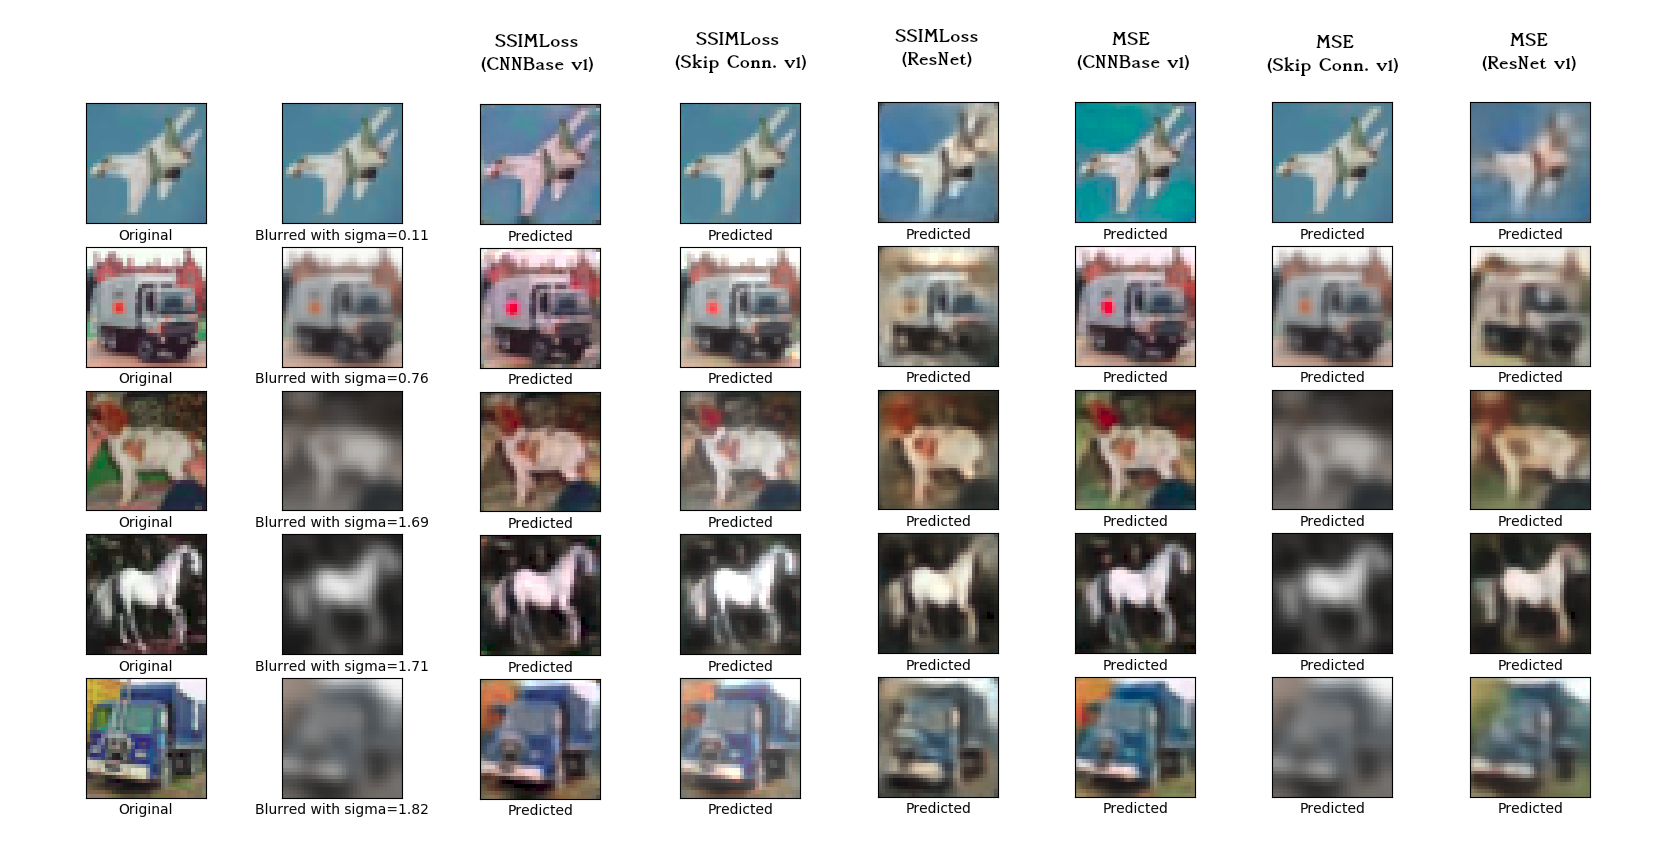 SSIMLoss
(CNNBase v1)
SSIMLoss
(Skip Conn. v1)
SSIMLoss
(ResNet)
MSE
(CNNBase v1)
MSE
(Skip Conn. v1)
MSE
(ResNet v1)
Original
Blurred with sigma=0.11
Predicted
Predicted
Predicted
Predicted
Predicted
Predicted
Original
Blurred with sigma=0.76
Predicted
Predicted
Predicted
Predicted
Predicted
Predicted
Original
Blurred with sigma=1.69
Predicted
Predicted
Predicted
Predicted
Predicted
Predicted
Original
Blurred with sigma=1.71
Predicted
Predicted
Predicted
Predicted
Predicted
Predicted
Original
Blurred with sigma=1.82
Predicted
Predicted
Predicted
Predicted
Predicted
Predicted